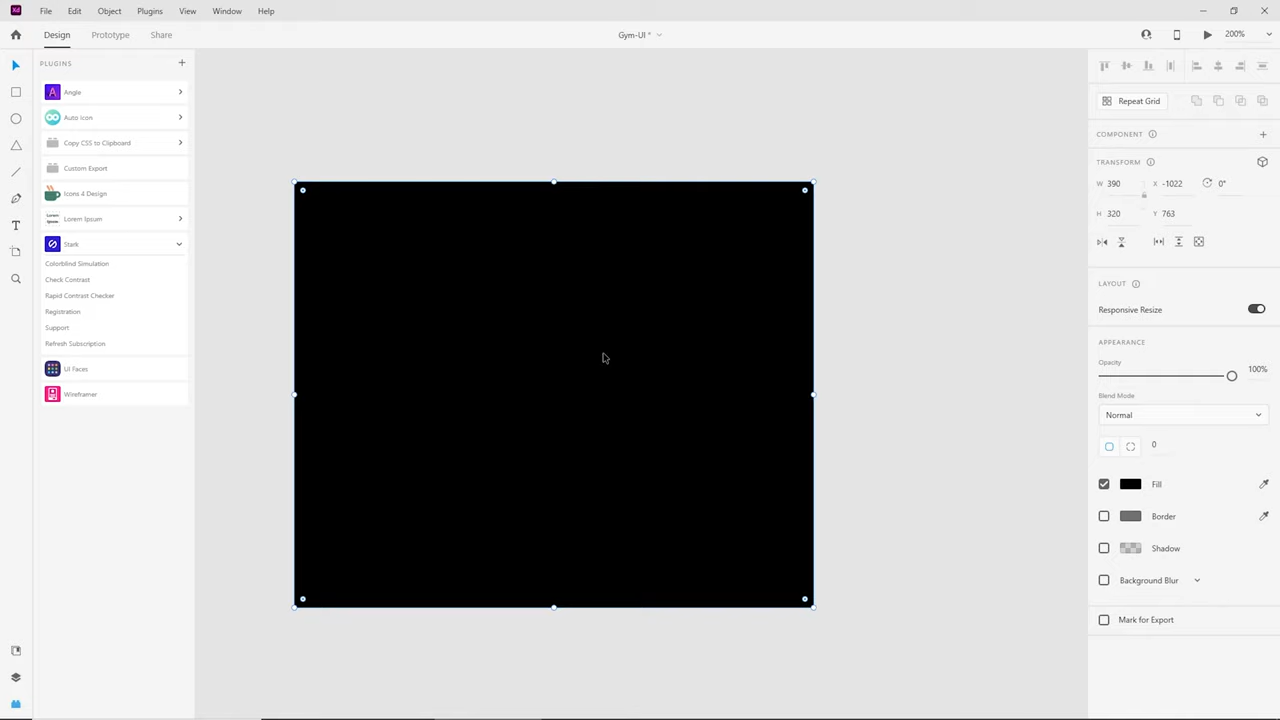 Xd File Edit Object Plugins View Window Help
Design Prototype Share Gym-UI * 200%
PLUGINS
A Angle
Auto Icon
Copy CSS to Clipboard
Custom Export
Icons 4 Design
Lorem Ipsum Lorem Ipsum
Stark
Colorblind Simulation
Check Contrast
Rapid Contrast Checker
Registration
Support
Refresh Subscription
UI Faces
Wireframer
Repeat Grid
COMPONENT
TRANSFORM
W 390 X -1022 0°
H 320 Y 763
LAYOUT
Responsive Resize
APPEARANCE
Opacity
100%
Blend Mode
Normal
0
Fill
Border
Shadow
Background Blur
Mark for Export